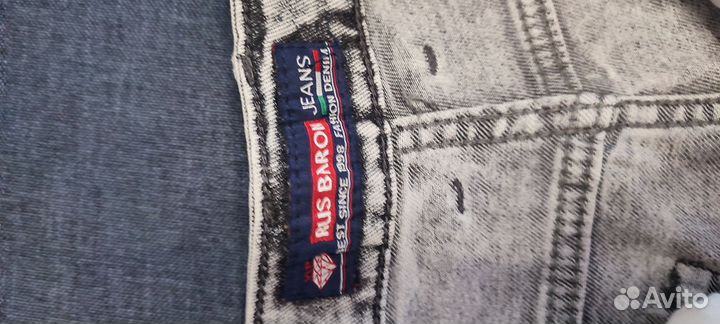 RUS BARON JEANS
EST SINCE 1998 FASHION DENIM
Avito